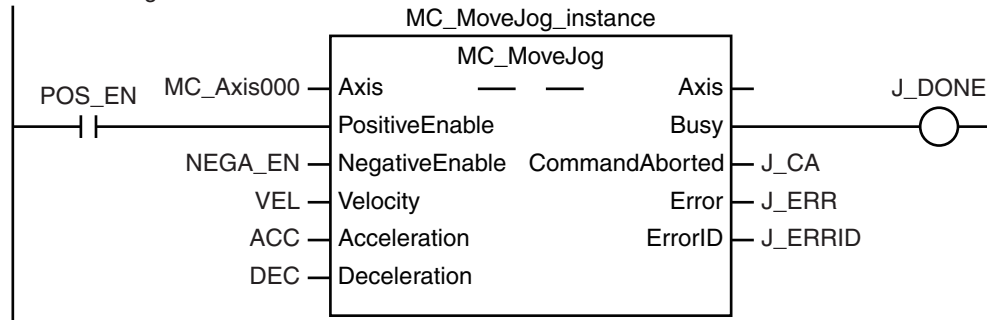 MC_MoveJog_instance
MC_MoveJog
MC_Axis000 Axis Axis
POS_EN J_DONE
PositiveEnable Busy
NEGA_EN NegativeEnable CommandAborted J_CA
VEL Velocity Error J_ERR
ACC Acceleration ErrorID J_ERRID
DEC Deceleration